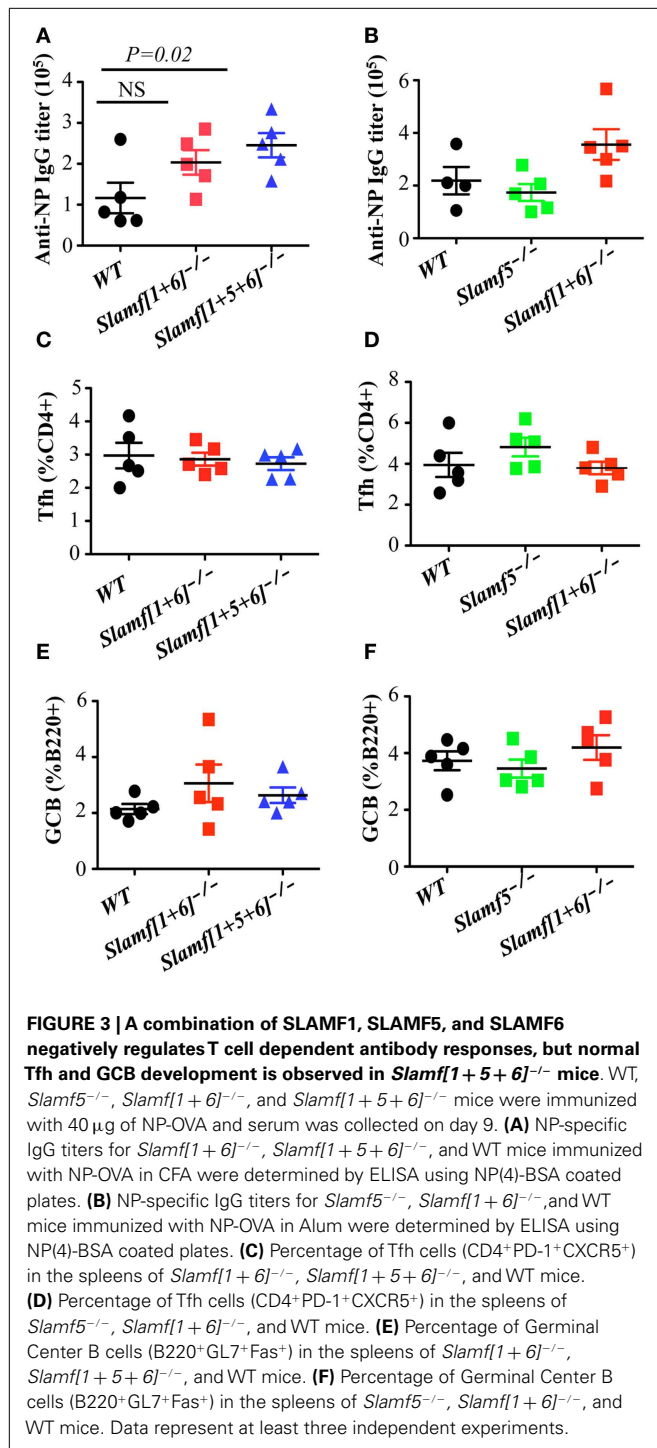 A
P=0.02
NS
Anti-NP IgG titer (10⁵)
4
3
2
1
0
WT
Slamf[1+6]⁻/⁻
Slamf[1+5+6]⁻/⁻
B
Anti-NP IgG titer (10⁵)
6
4
2
0
WT
Slamf5⁻/⁻
Slamf[1+6]⁻/⁻
C
Tfh (%CD4+)
5
4
3
2
1
0
WT
Slamf[1+6]⁻/⁻
Slamf[1+5+6]⁻/⁻
D
Tfh (%CD4+)
8
6
4
2
0
WT
Slamf5⁻/⁻
Slamf[1+6]⁻/⁻
E
GCB (%B220+)
6
4
2
0
WT
Slamf[1+6]⁻/⁻
Slamf[1+5+6]⁻/⁻
F
GCB (%B220+)
6
4
2
0
WT
Slamf5⁻/⁻
Slamf[1+6]⁻/⁻
FIGURE 3 | A combination of SLAMF1, SLAMF5, and SLAMF6
negatively regulates T cell dependent antibody responses, but normal
Tfh and GCB development is observed in Slamf[1 + 5 + 6]⁻/⁻ mice. WT,
Slamf5⁻/⁻, Slamf[1 + 6]⁻/⁻, and Slamf[1 + 5 + 6]⁻/⁻ mice were immunized
with 40 μg of NP-OVA and serum was collected on day 9. (A) NP-specific
IgG titers for Slamf[1 + 6]⁻/⁻, Slamf[1 + 5 + 6]⁻/⁻, and WT mice immunized
with NP-OVA in CFA were determined by ELISA using NP(4)-BSA coated
plates. (B) NP-specific IgG titers for Slamf5⁻/⁻, Slamf[1 + 6]⁻/⁻,and WT
mice immunized with NP-OVA in Alum were determined by ELISA using
NP(4)-BSA coated plates. (C) Percentage of Tfh cells (CD4⁺PD-1⁺CXCR5⁺)
in the spleens of Slamf[1 + 6]⁻/⁻, Slamf[1 + 5 + 6]⁻/⁻, and WT mice.
(D) Percentage of Tfh cells (CD4⁺PD-1⁺CXCR5⁺) in the spleens of
Slamf5⁻/⁻, Slamf[1 + 6]⁻/⁻, and WT mice. (E) Percentage of Germinal
Center B cells (B220⁺GL7⁺Fas⁺) in the spleens of Slamf[1 + 6]⁻/⁻,
Slamf[1 + 5 + 6]⁻/⁻, and WT mice. (F) Percentage of Germinal Center B
cells (B220⁺GL7⁺Fas⁺) in the spleens of Slamf5⁻/⁻, Slamf[1 + 6]⁻/⁻, and
WT mice. Data represent at least three independent experiments.